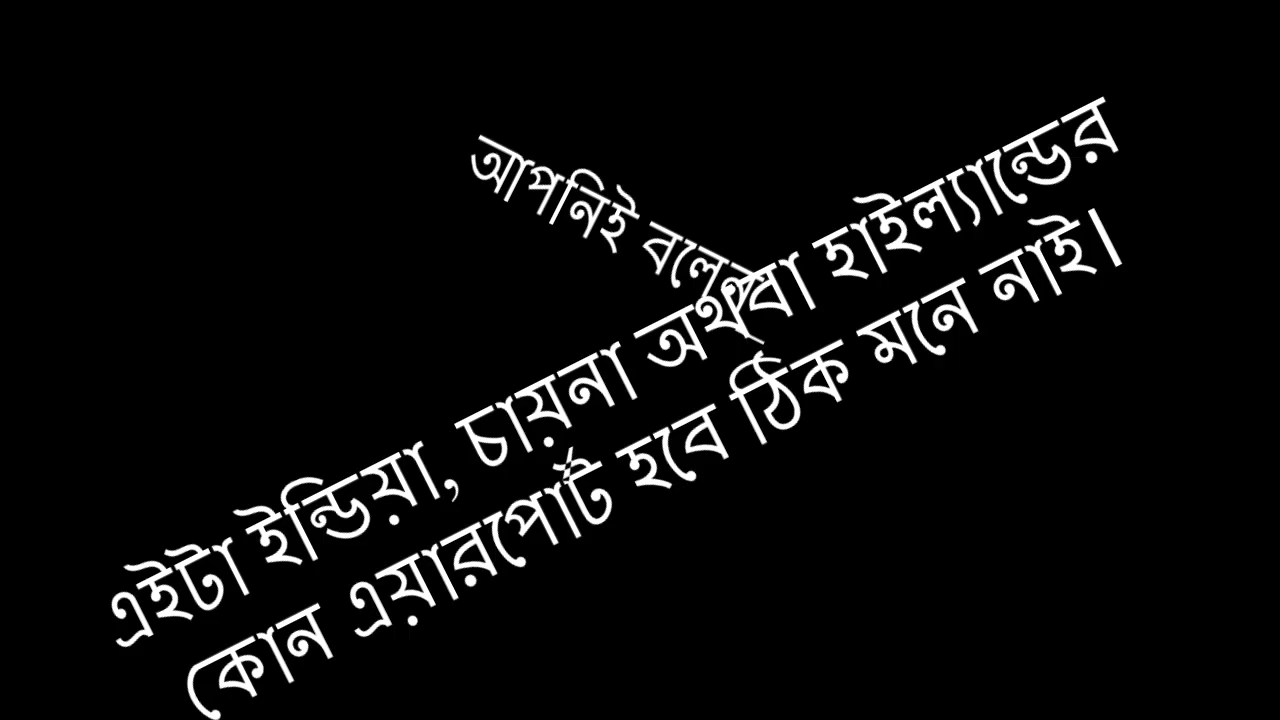 আপনিই বলেন
এইটা ইন্ডিয়া, চায়না অথবা হাইল্যান্ডের
কোন এয়ারপোর্ট হবে ঠিক মনে নাই।